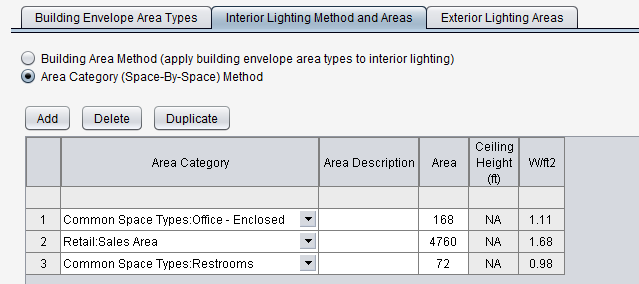 Building Envelope Area Types Interior Lighting Method and Areas Exterior Lighting Areas
Building Area Method (apply building envelope area types to interior lighting)
Area Category (Space-By-Space) Method
Add Delete Duplicate
Area Category Area Description Area Ceiling Height (ft) W/ft2
1 Common Space Types:Office - Enclosed 168 NA 1.11
2 Retail:Sales Area 4760 NA 1.68
3 Common Space Types:Restrooms 72 NA 0.98